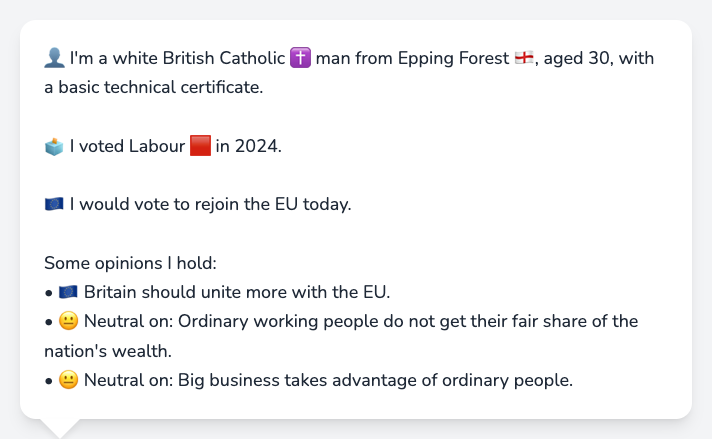 👤 I'm a white British Catholic ✝️ man from Epping Forest 🏴󠁧󠁢󠁥󠁮󠁧󠁿, aged 30, with
a basic technical certificate.
🗳️ I voted Labour 🟥 in 2024.
🇪🇺 I would vote to rejoin the EU today.
Some opinions I hold:
• 🇪🇺 Britain should unite more with the EU.
• 😐 Neutral on: Ordinary working people do not get their fair share of the
nation's wealth.
• 😐 Neutral on: Big business takes advantage of ordinary people.